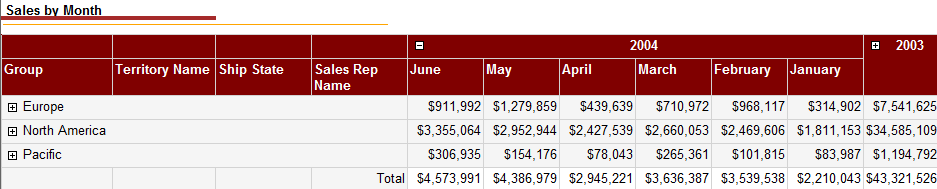 Sales by Month
2004 2003
Group Territory Name Ship State Sales Rep Name June May April March February January
Europe $911,992 $1,279,859 $439,639 $710,972 $968,117 $314,902 $7,541,625
North America $3,355,064 $2,952,944 $2,427,539 $2,660,053 $2,469,606 $1,811,153 $34,585,109
Pacific $306,935 $154,176 $78,043 $265,361 $101,815 $83,987 $1,194,792
Total $4,573,991 $4,386,979 $2,945,221 $3,636,387 $3,539,538 $2,210,043 $43,321,526